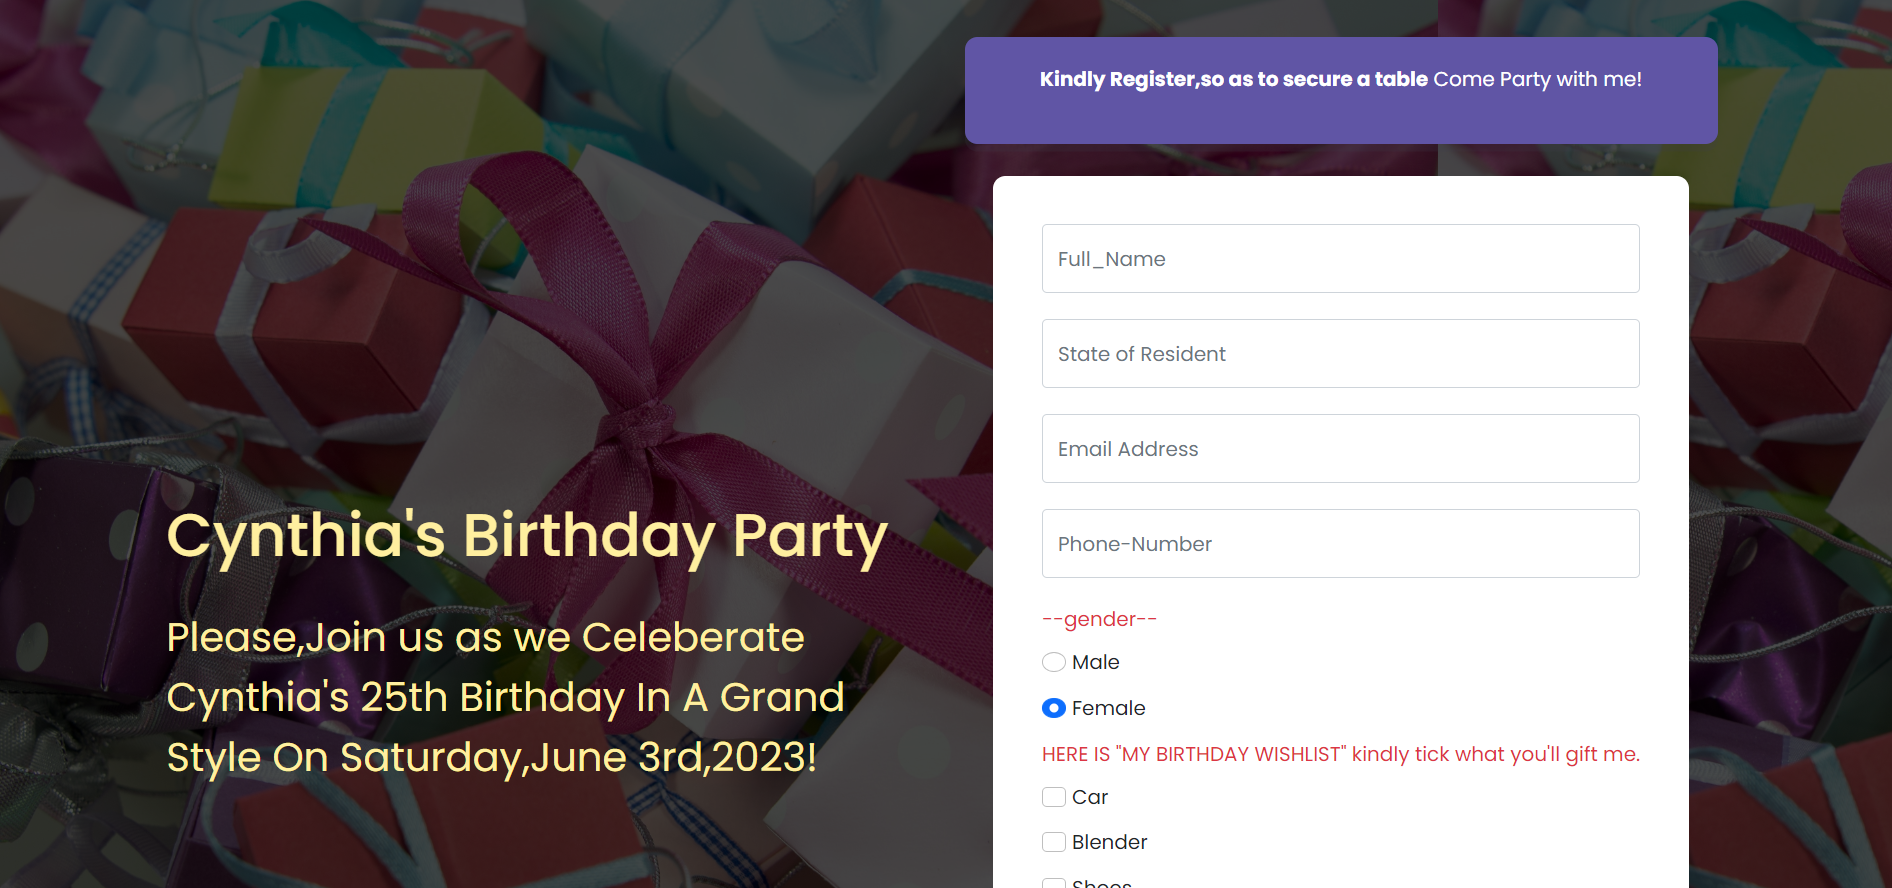 Kindly Register,so as to secure a table Come Party with me!
Full_Name
State of Resident
Email Address
Phone-Number
--gender--
Male
Female
HERE IS "MY BIRTHDAY WISHLIST" kindly tick what you'll gift me.
Car
Blender
Shoes
Cynthia's Birthday Party
Please,Join us as we Celeberate
Cynthia's 25th Birthday In A Grand
Style On Saturday,June 3rd,2023!